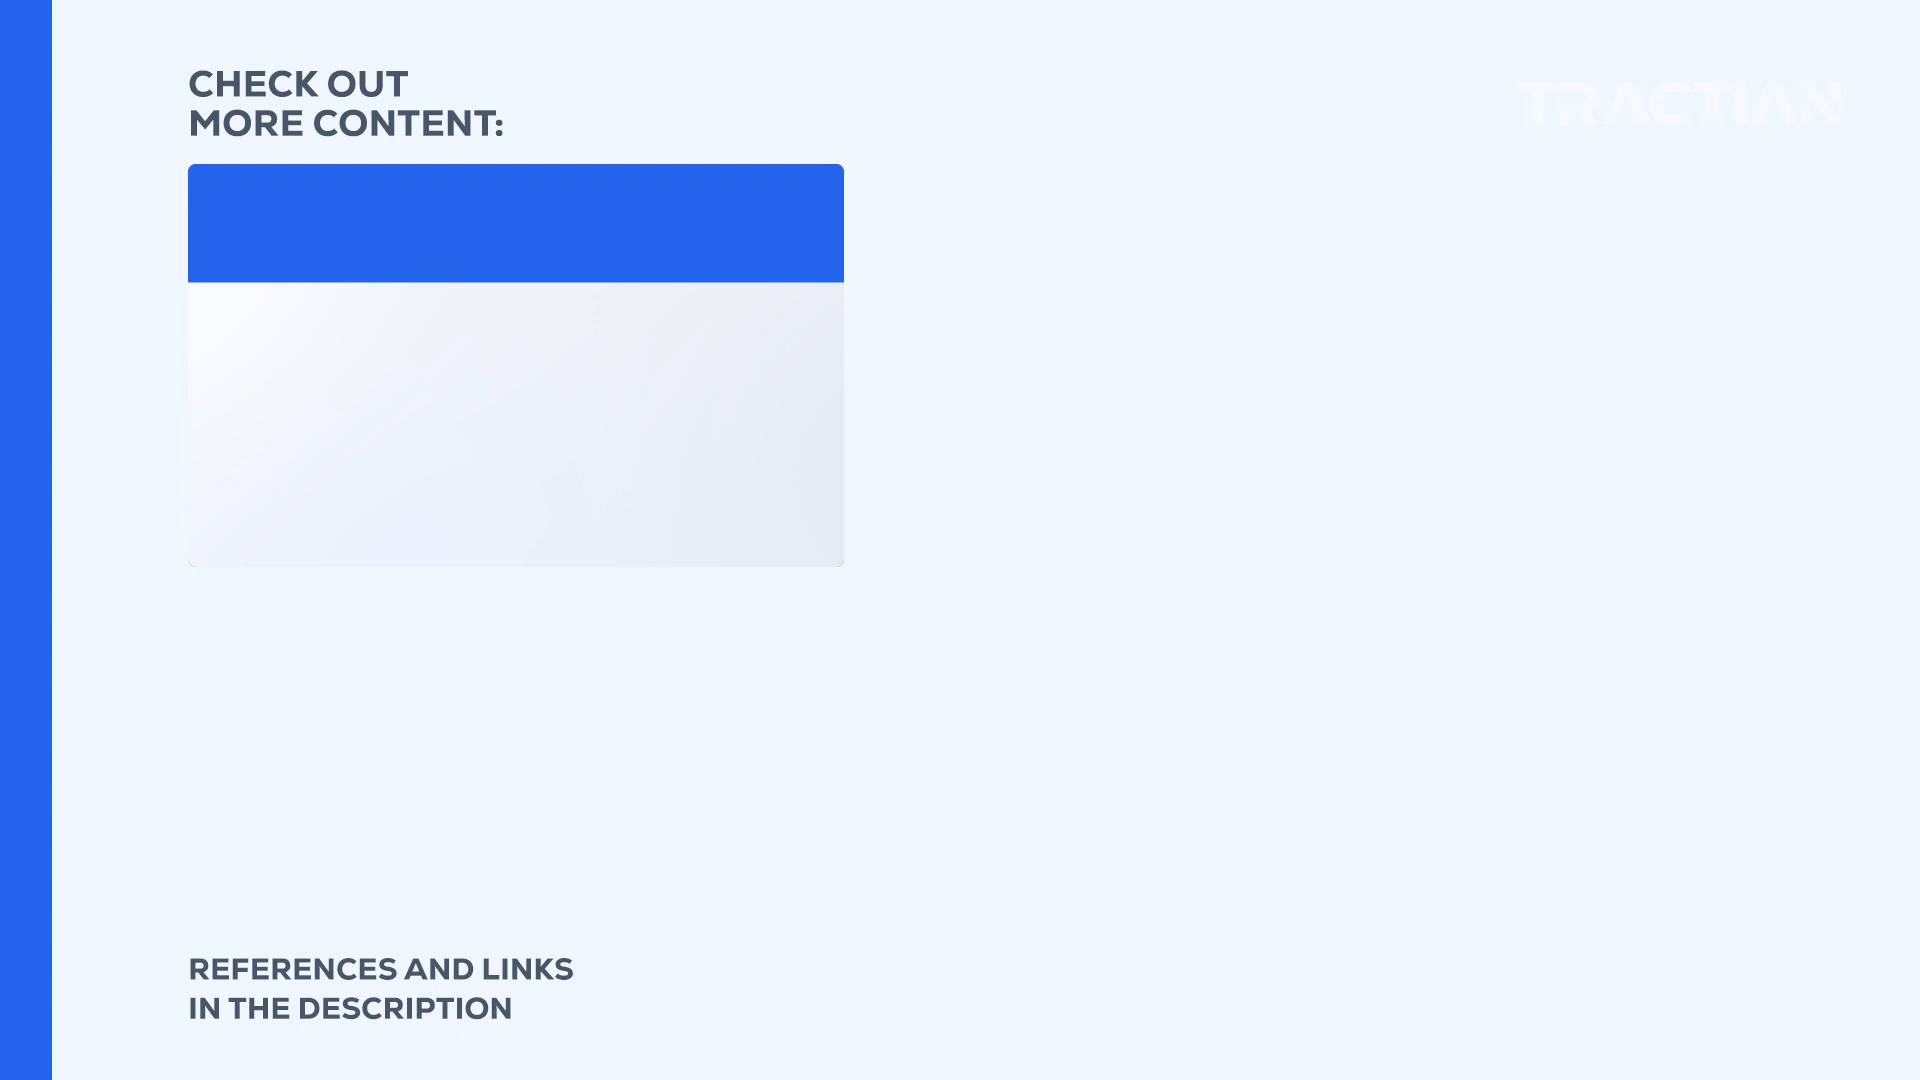 CHECK OUT
MORE CONTENT:
TRACTIAN
REFERENCES AND LINKS
IN THE DESCRIPTION